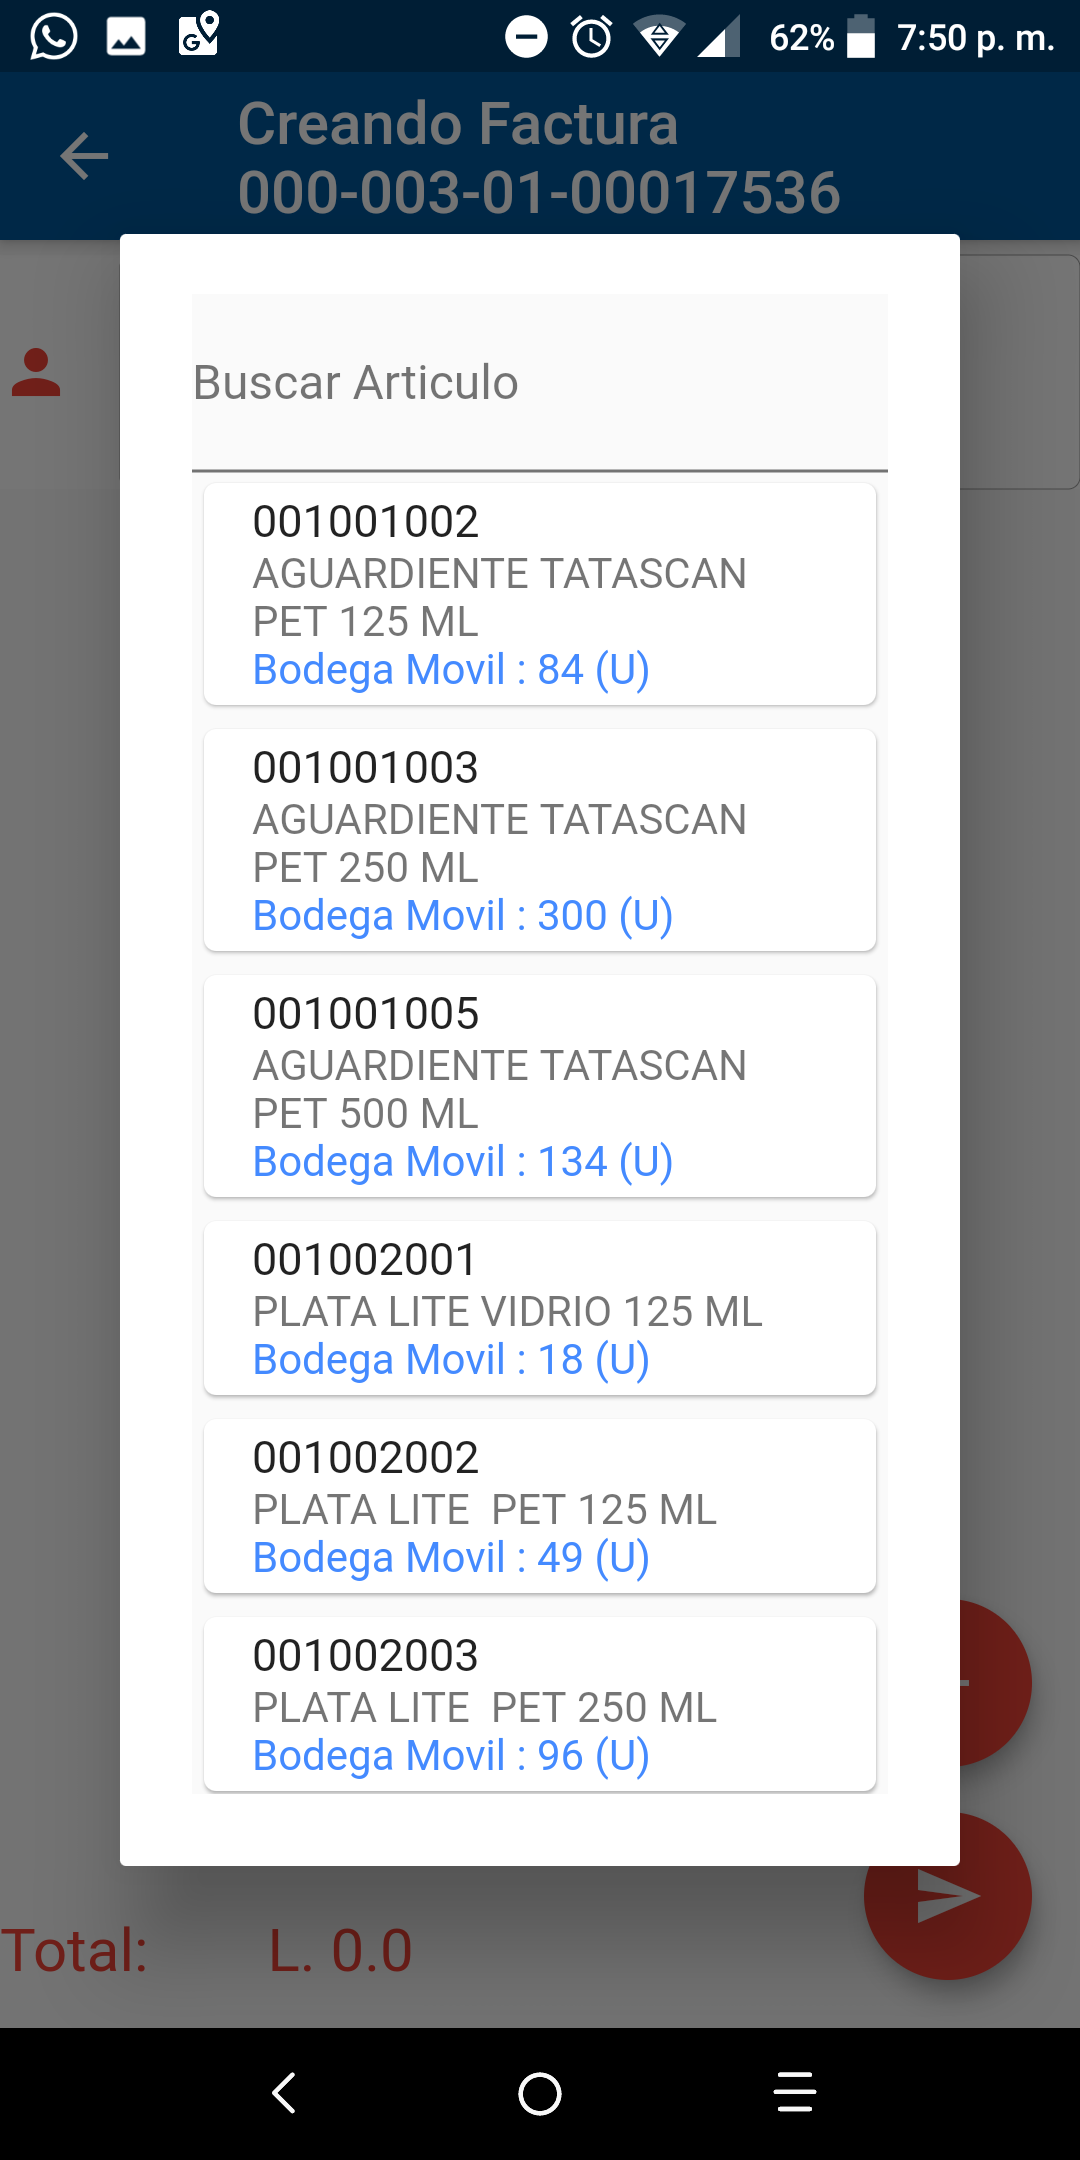 62% 7:50 p. m.
Creando Factura
000-003-01-00017536
Buscar Articulo
001001002
AGUARDIENTE TATASCAN
PET 125 ML
Bodega Movil : 84 (U)
001001003
AGUARDIENTE TATASCAN
PET 250 ML
Bodega Movil : 300 (U)
001001005
AGUARDIENTE TATASCAN
PET 500 ML
Bodega Movil : 134 (U)
001002001
PLATA LITE VIDRIO 125 ML
Bodega Movil : 18 (U)
001002002
PLATA LITE  PET 125 ML
Bodega Movil : 49 (U)
001002003
PLATA LITE  PET 250 ML
Bodega Movil : 96 (U)
Total: L. 0.0